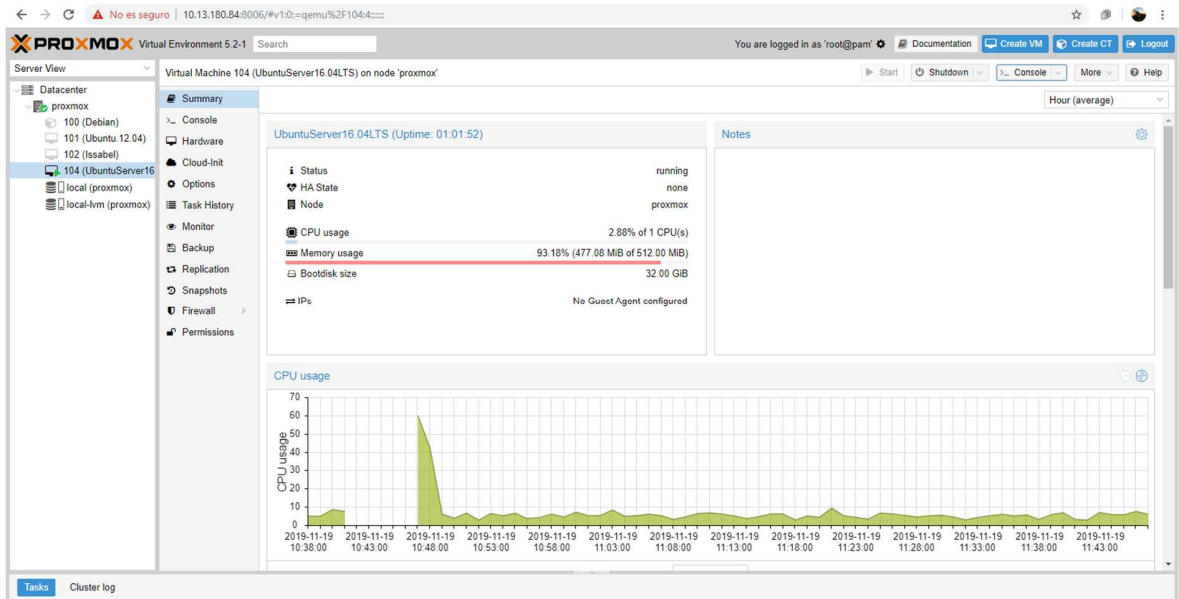 No es seguro | 10.13.180.84:8006/#v1:0:=qemu%2F104:4::::::
PROXMOX Virtual Environment 5.2-1 Search You are logged in as 'root@pam' Documentation Create VM Create CT Logout
Server View
Virtual Machine 104 (UbuntuServer16.04LTS) on node 'proxmox' Start Shutdown >_ Console More Help
Datacenter
proxmox
100 (Debian)
101 (Ubuntu.12.04)
102 (Issabel)
104 (UbuntuServer16
local (proxmox)
local-lvm (proxmox)
Summary
>_ Console
Hardware
Cloud-Init
Options
Task History
Monitor
Backup
Replication
Snapshots
Firewall
Permissions
Hour (average)
UbuntuServer16.04LTS (Uptime: 01:01:52)
Status running
HA State none
Node proxmox
CPU usage 2.88% of 1 CPU(s)
Memory usage 93.18% (477.08 MiB of 512.00 MiB)
Bootdisk size 32.00 GiB
IPs No Guest Agent configured
Notes
CPU usage
CPU usage
70
60
50
40
30
20
10
0
2019-11-19 2019-11-19 2019-11-19 2019-11-19 2019-11-19 2019-11-19 2019-11-19 2019-11-19 2019-11-19 2019-11-19 2019-11-19 2019-11-19 2019-11-19 2019-11-19
10:38:00 10:43:00 10:48:00 10:53:00 10:58:00 11:03:00 11:08:00 11:13:00 11:18:00 11:23:00 11:28:00 11:33:00 11:38:00 11:43:00
Tasks Cluster log